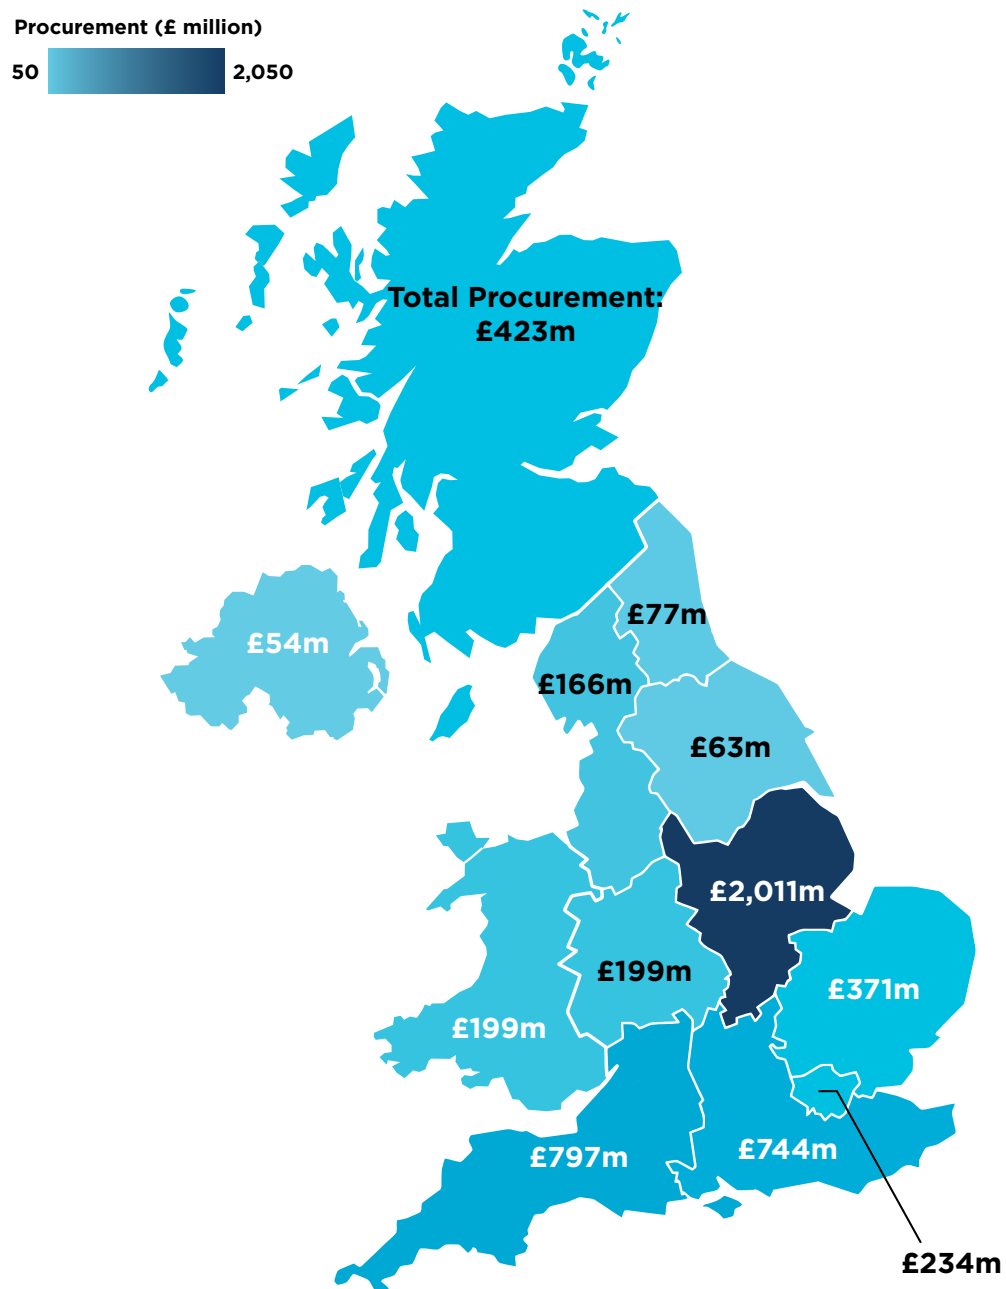 Procurement (£ million)
50 2,050
Total Procurement:
£423m
£77m
£54m
£166m
£63m
£2,011m
£199m
£371m
£199m
£744m
£797m
£234m